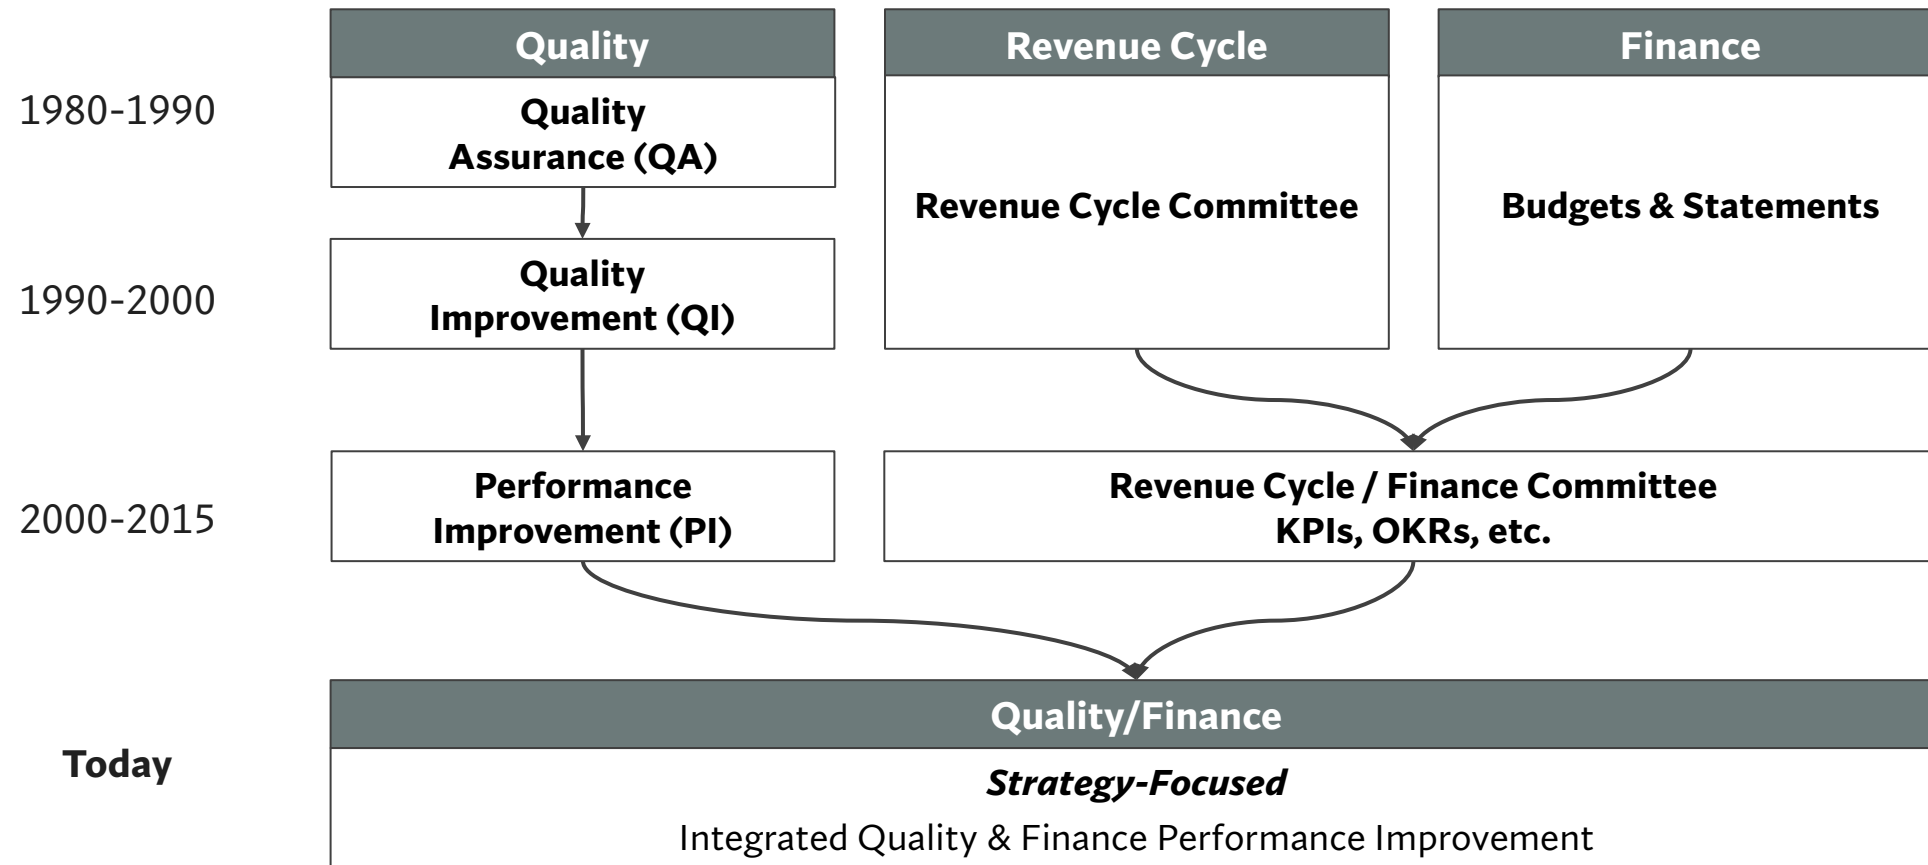 Quality
Revenue Cycle
Finance
1980-1990
Quality
Assurance (QA)
Revenue Cycle Committee
Budgets & Statements
1990-2000
Quality
Improvement (QI)
2000-2015
Performance
Improvement (PI)
Revenue Cycle / Finance Committee
KPIs, OKRs, etc.
Today
Quality/Finance
Strategy-Focused
Integrated Quality & Finance Performance Improvement